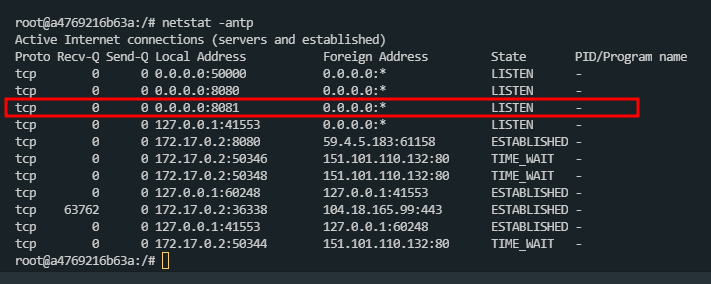 root@a4769216b63a:/# netstat -antp
Active Internet connections (servers and established)
Proto Recv-Q Send-Q Local Address           Foreign Address         State       PID/Program name
tcp        0      0 0.0.0.0:50000           0.0.0.0:*               LISTEN      -
tcp        0      0 0.0.0.0:8080            0.0.0.0:*               LISTEN      -
tcp        0      0 0.0.0.0:8081            0.0.0.0:*               LISTEN      -
tcp        0      0 127.0.0.1:41553         0.0.0.0:*               LISTEN      -
tcp        0      0 172.17.0.2:8080         59.4.5.183:61158        ESTABLISHED -
tcp        0      0 172.17.0.2:50346        151.101.110.132:80      TIME_WAIT   -
tcp        0      0 172.17.0.2:50348        151.101.110.132:80      TIME_WAIT   -
tcp        0      0 127.0.0.1:60248         127.0.0.1:41553         ESTABLISHED -
tcp    63762      0 172.17.0.2:36338        104.18.165.99:443       ESTABLISHED -
tcp        0      0 127.0.0.1:41553         127.0.0.1:60248         ESTABLISHED -
tcp        0      0 172.17.0.2:50344        151.101.110.132:80      TIME_WAIT   -
root@a4769216b63a:/#